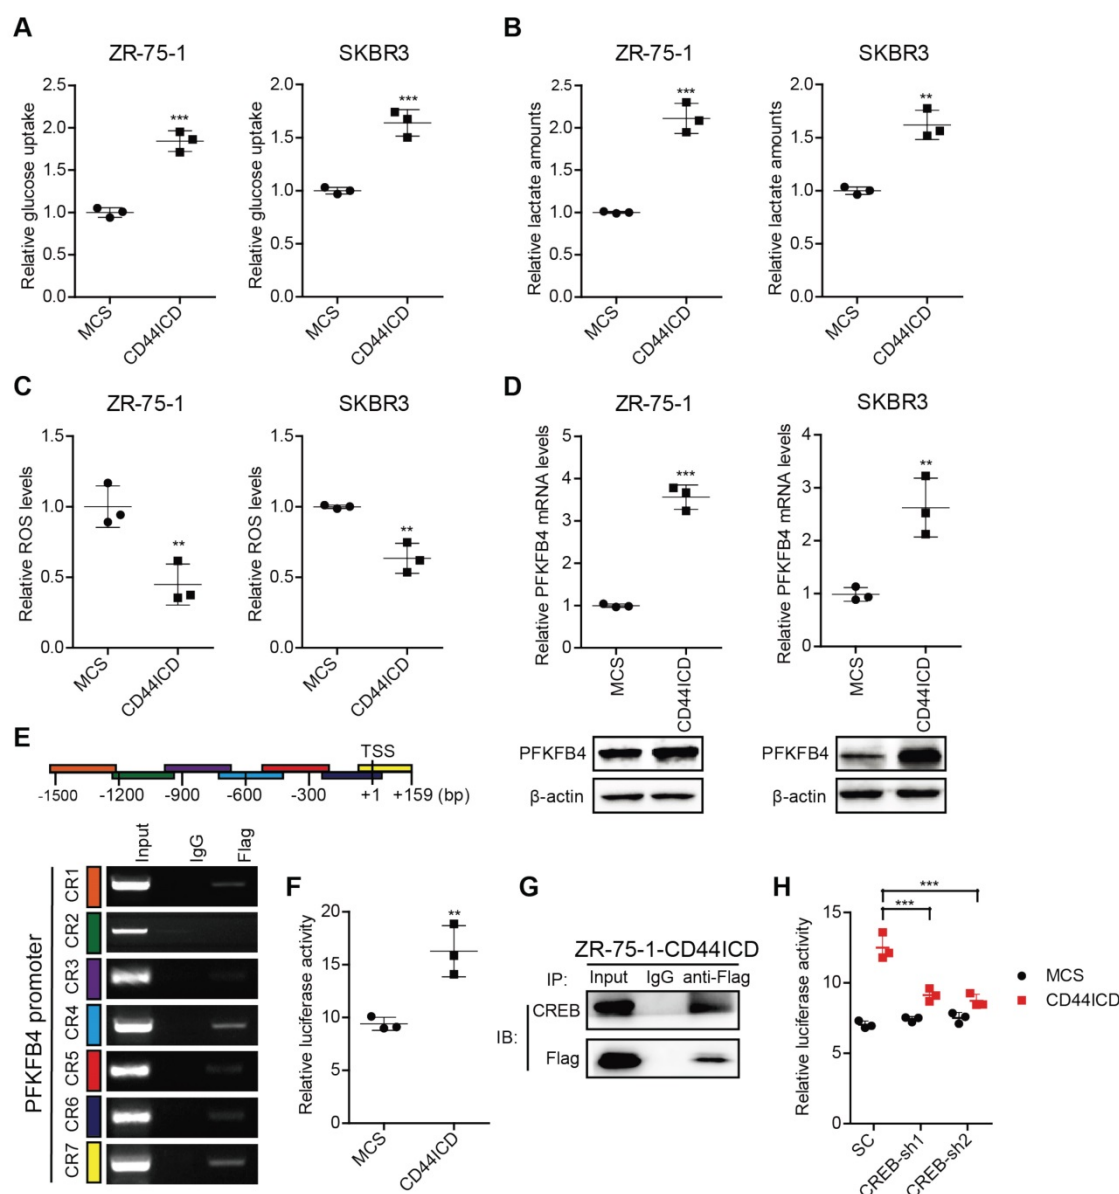 A
ZR-75-1
SKBR3
Relative glucose uptake
2.5
2.0
1.5
1.0
0.5
0.0
***
MCS
CD44ICD
Relative glucose uptake
2.0
1.5
1.0
0.5
0.0
***
MCS
CD44ICD
B
ZR-75-1
SKBR3
Relative lactate amounts
2.5
2.0
1.5
1.0
0.5
0.0
***
MCS
CD44ICD
Relative lactate amounts
2.0
1.5
1.0
0.5
0.0
**
MCS
CD44ICD
C
ZR-75-1
SKBR3
Relative ROS levels
1.5
1.0
0.5
0.0
**
MCS
CD44ICD
Relative ROS levels
1.5
1.0
0.5
0.0
**
MCS
CD44ICD
D
ZR-75-1
SKBR3
Relative PFKFB4 mRNA levels
5
4
3
2
1
0
***
MCS
CD44ICD
PFKFB4
β-actin
Relative PFKFB4 mRNA levels
4
3
2
1
0
**
MCS
CD44ICD
PFKFB4
β-actin
E
TSS
-1500 -1200 -900 -600 -300 +1 +159 (bp)
Input IgG Flag
PFKFB4 promoter
CR1
CR2
CR3
CR4
CR5
CR6
CR7
F
Relative luciferase activity
20
15
10
5
0
**
MCS
CD44ICD
G
ZR-75-1-CD44ICD
IP: Input IgG anti-Flag
IB:
CREB
Flag
H
Relative luciferase activity
15
10
5
0
***
***
MCS
CD44ICD
SC
CREB-sh1
CREB-sh2